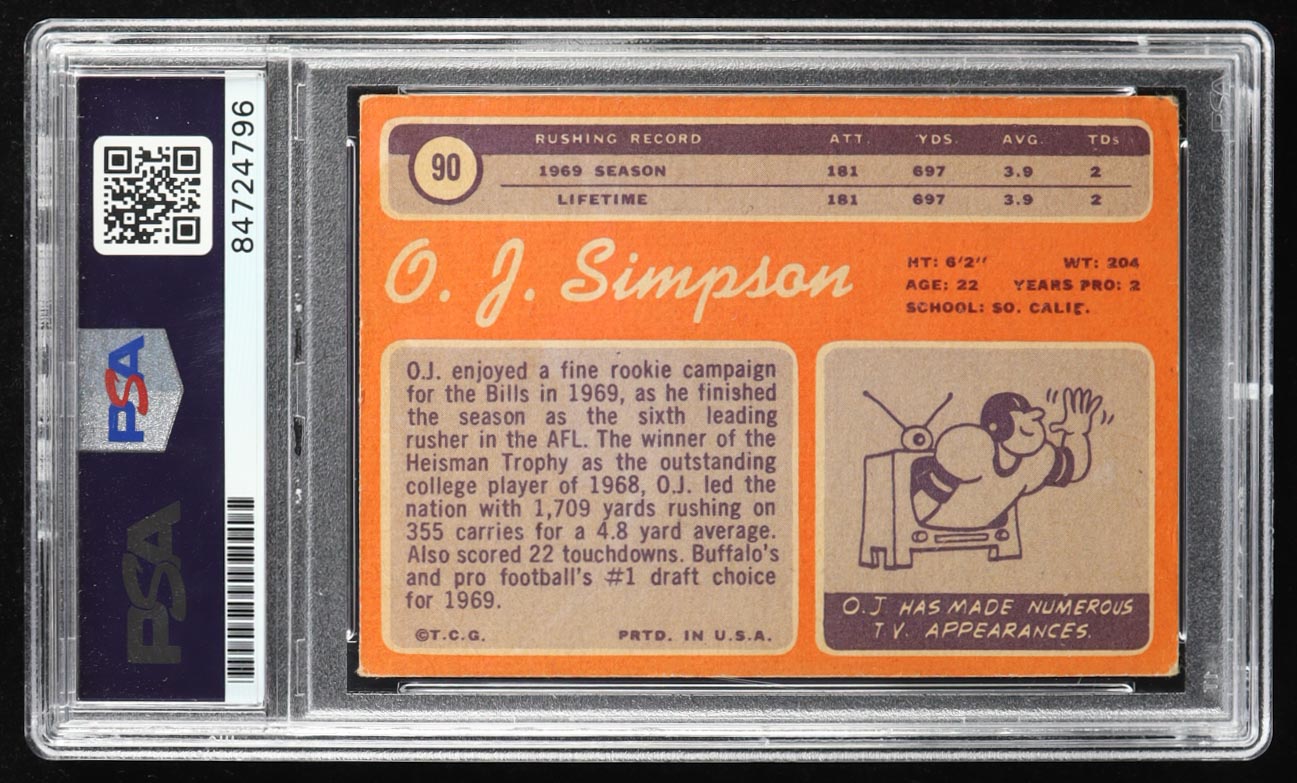 84724796
PSA
PSA
90
RUSHING RECORD ATT. YDS. AVG. TDs
1969 SEASON 181 697 3.9 2
LIFETIME 181 697 3.9 2
O. J. Simpson
HT: 6'2" WT: 204
AGE: 22 YEARS PRO: 2
SCHOOL: SO. CALIF.
O.J. enjoyed a fine rookie campaign
for the Bills in 1969, as he finished
the season as the sixth leading
rusher in the AFL. The winner of the
Heisman Trophy as the outstanding
college player of 1968, O.J. led the
nation with 1,709 yards rushing on
355 carries for a 4.8 yard average.
Also scored 22 touchdowns. Buffalo's
and pro football's #1 draft choice
for 1969.
©T.C.G. PRTD. IN U.S.A.
O.J. HAS MADE NUMEROUS
T.V. APPEARANCES.
PSA